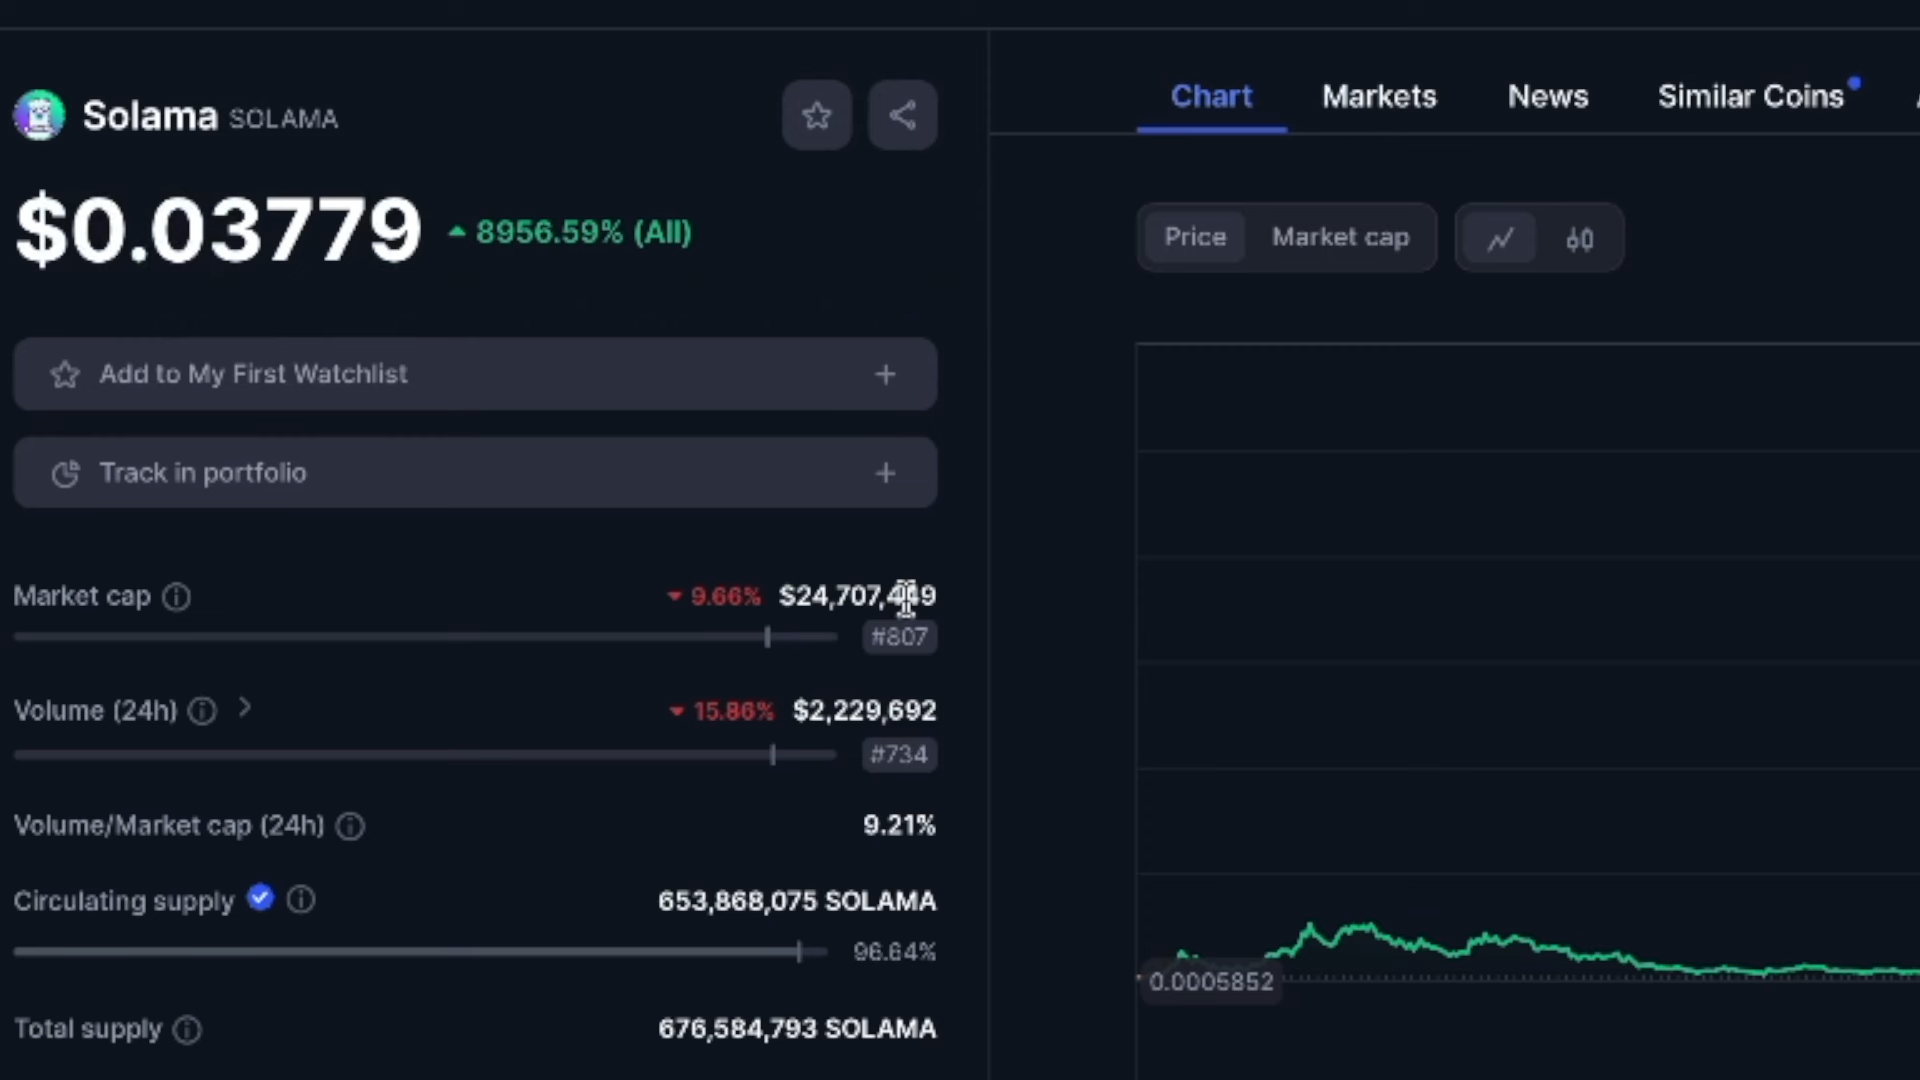 Solama SOLAMA
$0.03779 8956.59% (All)
Add to My First Watchlist
Track in portfolio
Market cap 9.66% $24,707,449
#807
Volume (24h) 15.86% $2,229,692
#734
Volume/Market cap (24h) 9.21%
Circulating supply 653,868,075 SOLAMA
96.64%
Total supply 676,584,793 SOLAMA
Chart Markets News Similar Coins
Price Market cap
0.0005852